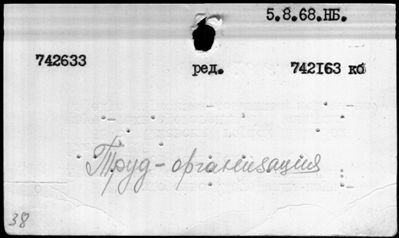 5.8.68.НБ.
742633 ред. 742163 кб
Труд-организация
38